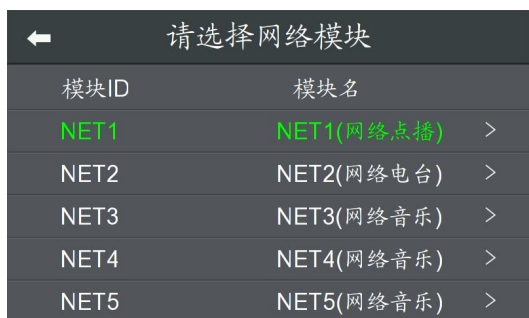 请选择网络模块
模块ID 模块名
NET1 NET1(网络点播) >
NET2 NET2(网络电台) >
NET3 NET3(网络音乐) >
NET4 NET4(网络音乐) >
NET5 NET5(网络音乐) >